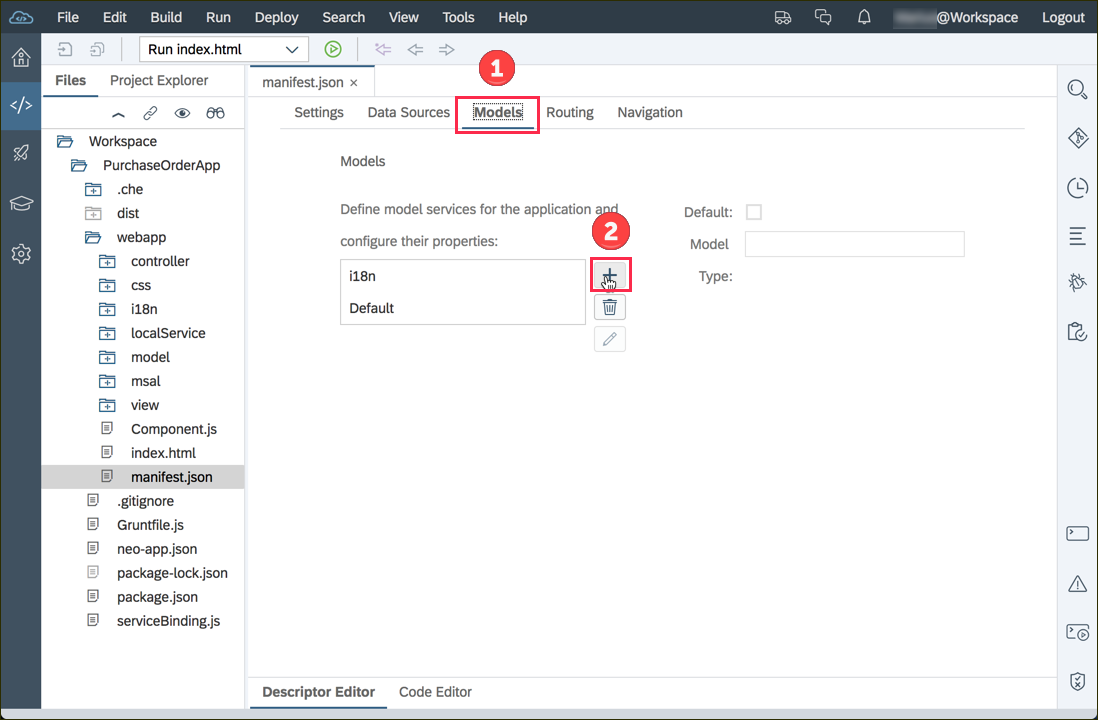 File Edit Build Run Deploy Search View Tools Help @Workspace Logout
Run index.html
1
Files Project Explorer
manifest.json ×
Settings Data Sources Models Routing Navigation
Workspace
PurchaseOrderApp
.che
dist
webapp
controller
css
i18n
localService
model
msal
view
Component.js
index.html
manifest.json
.gitignore
Gruntfile.js
neo-app.json
package-lock.json
package.json
serviceBinding.js
Models
Define model services for the application and
configure their properties:
2
i18n
Default
Default:
Model
Type:
Descriptor Editor Code Editor